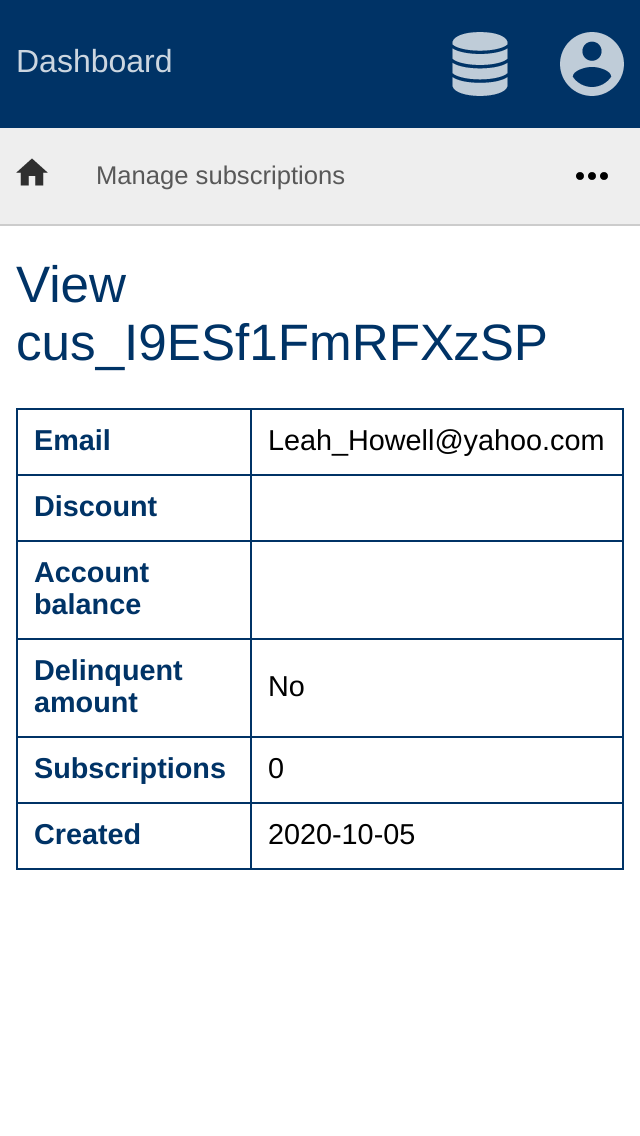 Dashboard
Manage subscriptions
View
cus_I9ESf1FmRFXzSP
Email Leah_Howell@yahoo.com
Discount
Account
balance
Delinquent
amount
No
Subscriptions 0
Created 2020-10-05